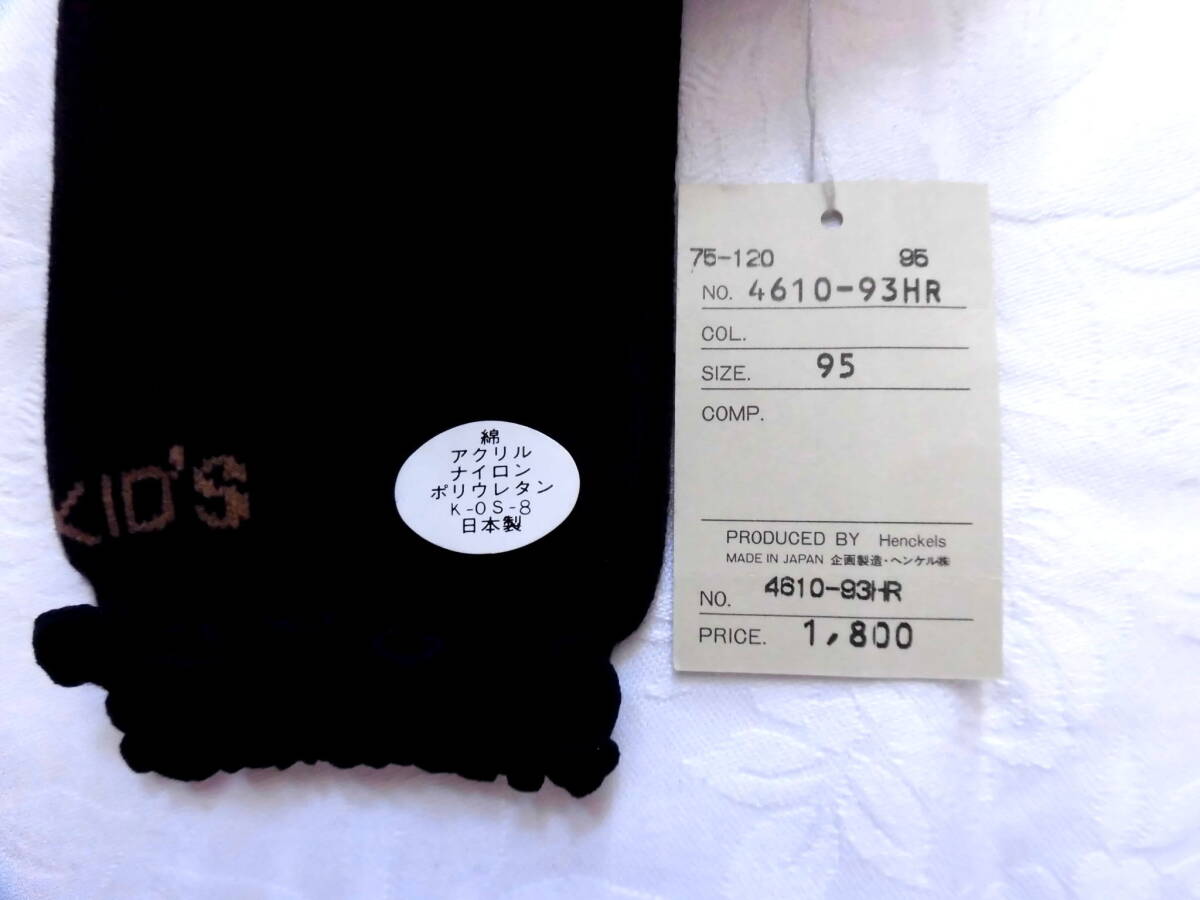 KID'S
綿
アクリル
ナイロン
ポリウレタン
K-OS-8
日本製
75-120 95
NO. 4610-93HR
COL.
SIZE. 95
COMP.
PRODUCED BY Henckels
MADE IN JAPAN 企画製造・ヘンケル㈱
NO. 4610-93HR
PRICE. 1,800